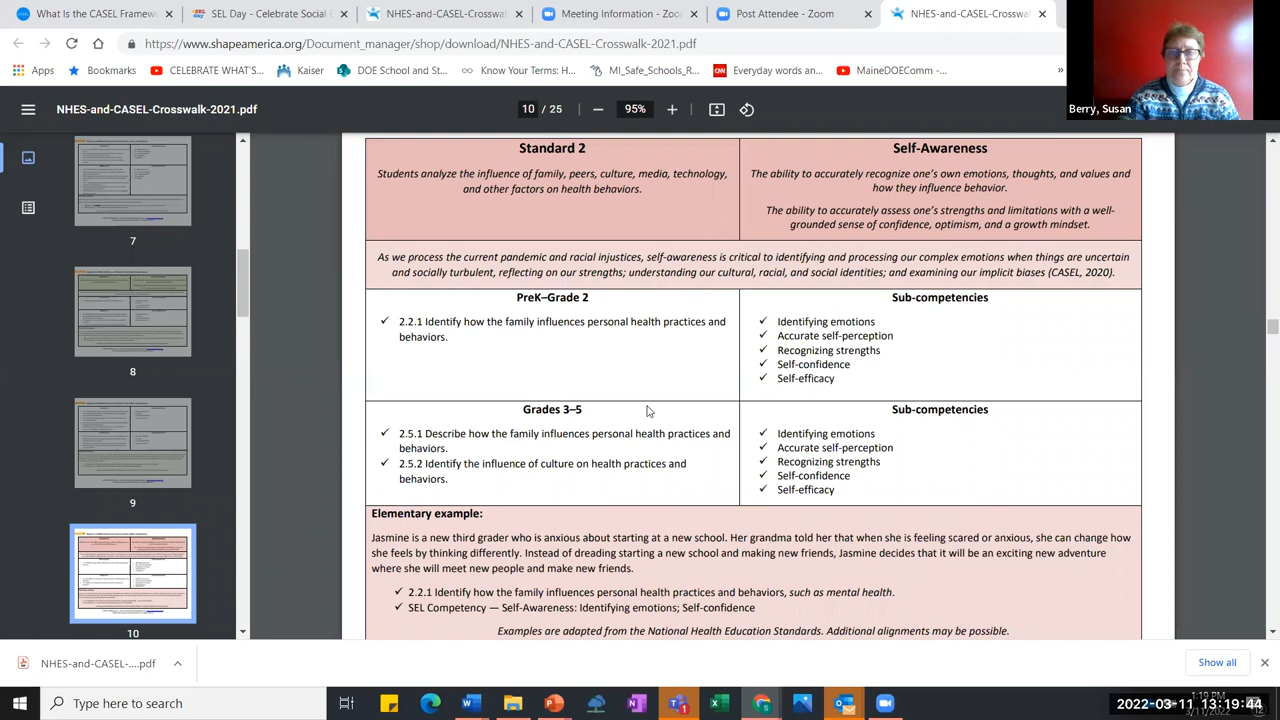 What is the CASEL Framew
SEL Day - Celebrate Social E
NHES-and-CASEL-Crosswal
Meeting Information - Zoo
Post Attendee - Zoom
NHES-and-CASEL-Crosswa
https://www.shapeamerica.org/Document_manager/shop/download/NHES-and-CASEL-Crosswalk-2021.pdf
Apps
Bookmarks
CELEBRATE WHAT'S...
Kaiser
DOE School and St...
Know Your Terms: H...
MI_Safe_Schools_R...
Everyday words an...
MaineDOEComm -...
»
Berry, Susan
NHES-and-CASEL-Crosswalk-2021.pdf
10 / 25
95%
7
8
9
10
Standard 2
Students analyze the influence of family, peers, culture, media, technology,
and other factors on health behaviors.
Self-Awareness
The ability to accurately recognize one's own emotions, thoughts, and values and
how they influence behavior.
The ability to accurately assess one's strengths and limitations with a well-
grounded sense of confidence, optimism, and a growth mindset.
As we process the current pandemic and racial injustices, self-awareness is critical to identifying and processing our complex emotions when things are uncertain
and socially turbulent, reflecting on our strengths; understanding our cultural, racial, and social identities; and examining our implicit biases (CASEL, 2020).
PreK–Grade 2
✓ 2.2.1 Identify how the family influences personal health practices and
behaviors.
Sub-competencies
✓ Identifying emotions
✓ Accurate self-perception
✓ Recognizing strengths
✓ Self-confidence
✓ Self-efficacy
Grades 3–5
✓ 2.5.1 Describe how the family influences personal health practices and
behaviors.
✓ 2.5.2 Identify the influence of culture on health practices and
behaviors.
Sub-competencies
✓ Identifying emotions
✓ Accurate self-perception
✓ Recognizing strengths
✓ Self-confidence
✓ Self-efficacy
Elementary example:
Jasmine is a new third grader who is anxious about starting at a new school. Her grandma told her that when she is feeling scared or anxious, she can change how
she feels by thinking differently. Instead of dreading starting a new school and making new friends, Jasmine decides that it will be an exciting new adventure
where she will meet new people and make new friends.
✓ 2.2.1 Identify how the family influences personal health practices and behaviors, such as mental health.
✓ SEL Competency — Self-Awareness: Identifying emotions; Self-confidence
Examples are adapted from the National Health Education Standards. Additional alignments may be possible.
NHES-and-CASEL-....pdf
Show all
Type here to search
1:19 PM
2022-03-11 13:19:44
3/11/2022